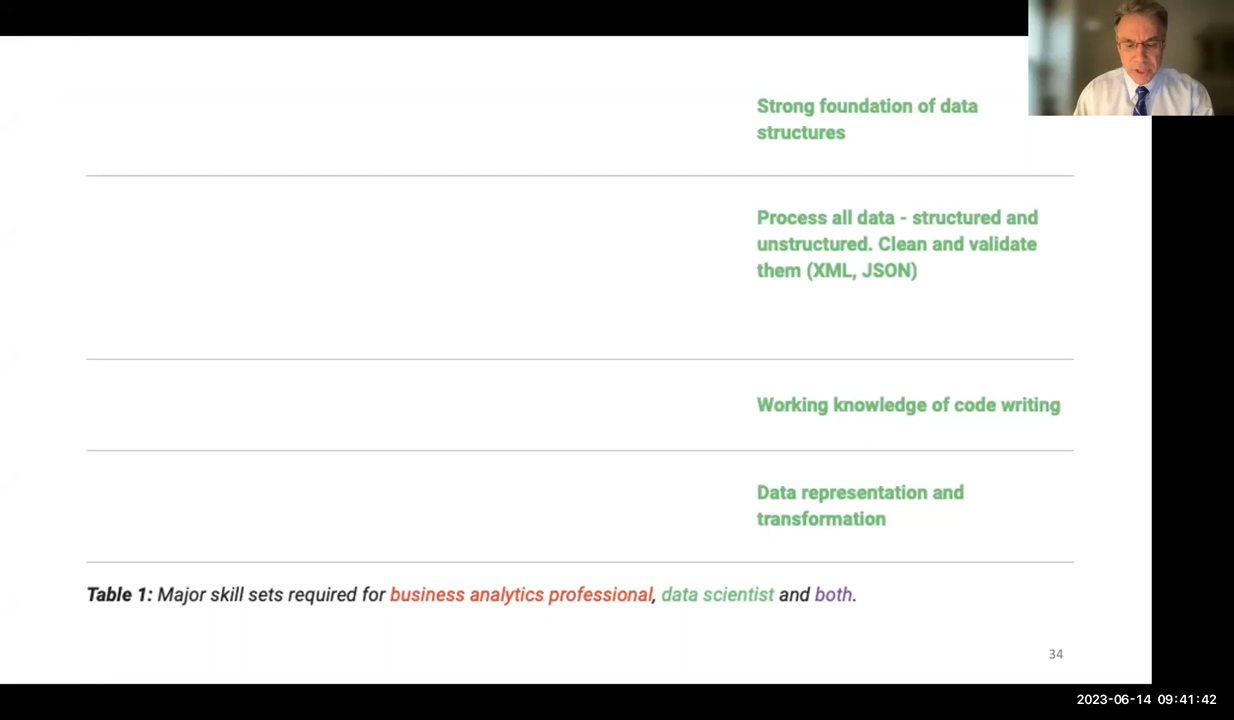 Strong foundation of data
structures
Process all data - structured and
unstructured. Clean and validate
them (XML, JSON)
Working knowledge of code writing
Data representation and
transformation
Table 1: Major skill sets required for business analytics professional, data scientist and both.
34
2023-06-14 09:41:42